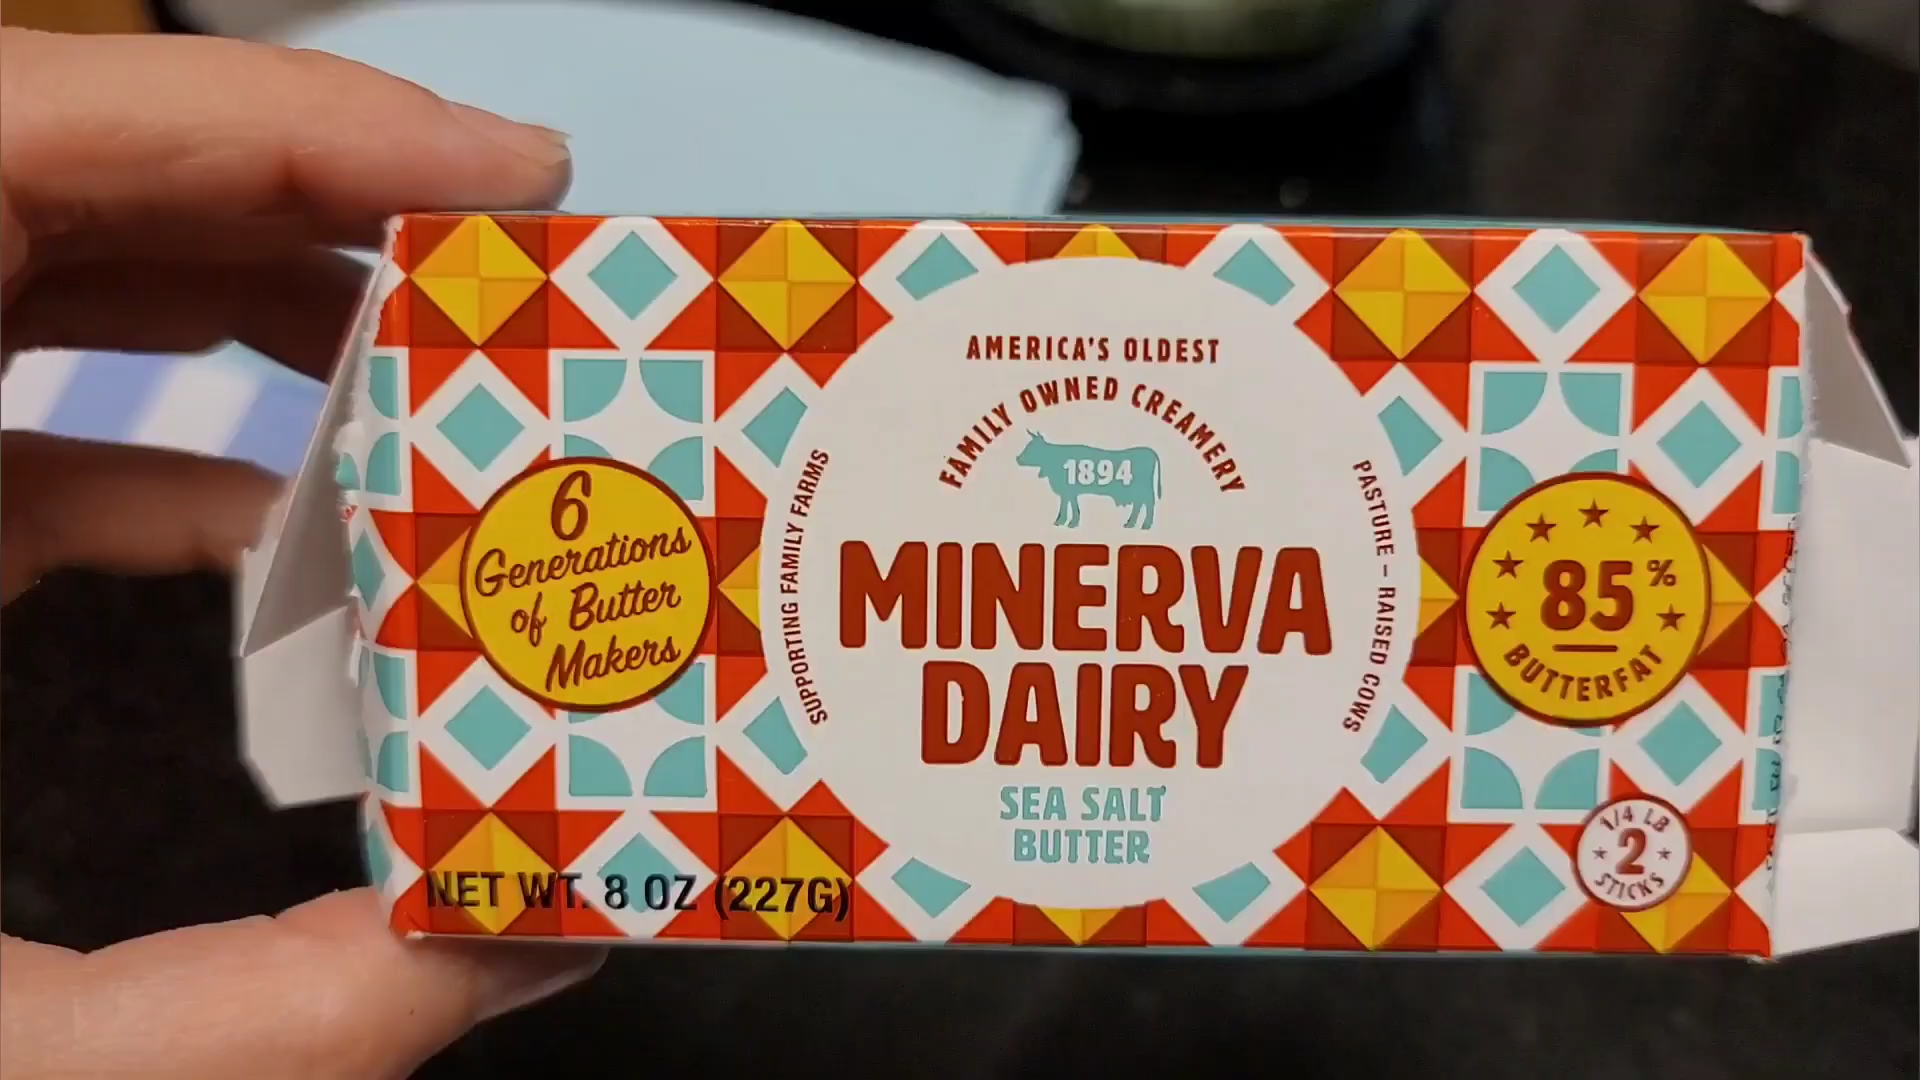 AMERICA'S OLDEST
FAMILY OWNED CREAMERY
1894
MINERVA
DAIRY
SEA SALT
BUTTER
SUPPORTING FAMILY FARMS
PASTURE – RAISED COWS
6
Generations
of Butter
Makers
85%
BUTTERFAT
1/4 LB
2
STICKS
NET WT. 8 OZ (227G)